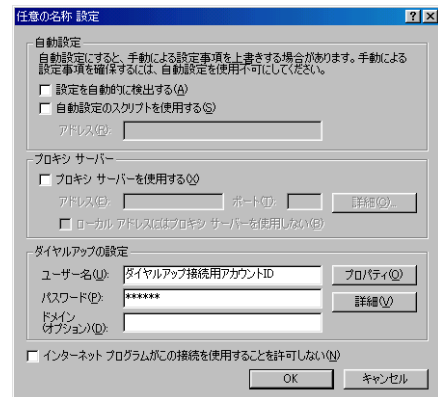 任意の名称 設定
自動設定
自動設定にすると、手動による設定事項を上書きする場合があります。手動による
設定事項を確保するには、自動設定を使用不可にしてください。
設定を自動的に検出する(A)
自動設定のスクリプトを使用する(S)
アドレス(R):
プロキシ サーバー
プロキシ サーバーを使用する(X)
アドレス(E): ポート(T): 詳細(C)...
ローカル アドレスにはプロキシ サーバーを使用しない(B)
ダイヤルアップの設定
ユーザー名(U): ダイヤルアップ接続用アカウントID プロパティ(O)
パスワード(P): ****** 詳細(V)
ドメイン
(オプション)(D):
インターネット プログラムがこの接続を使用することを許可しない(N)
OK キャンセル